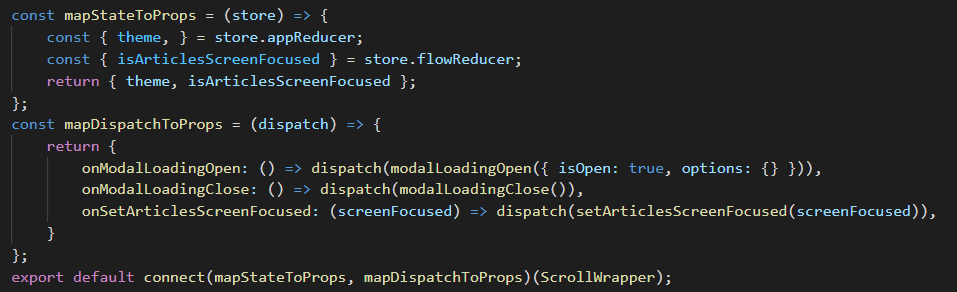 const mapStateToProps = (store) => {
    const { theme, } = store.appReducer;
    const { isArticlesScreenFocused } = store.flowReducer;
    return { theme, isArticlesScreenFocused };
};
const mapDispatchToProps = (dispatch) => {
    return {
        onModalLoadingOpen: () => dispatch(modalLoadingOpen({ isOpen: true, options: {} })),
        onModalLoadingClose: () => dispatch(modalLoadingClose()),
        onSetArticlesScreenFocused: (screenFocused) => dispatch(setArticlesScreenFocused(screenFocused)),
    }
};
export default connect(mapStateToProps, mapDispatchToProps)(ScrollWrapper);